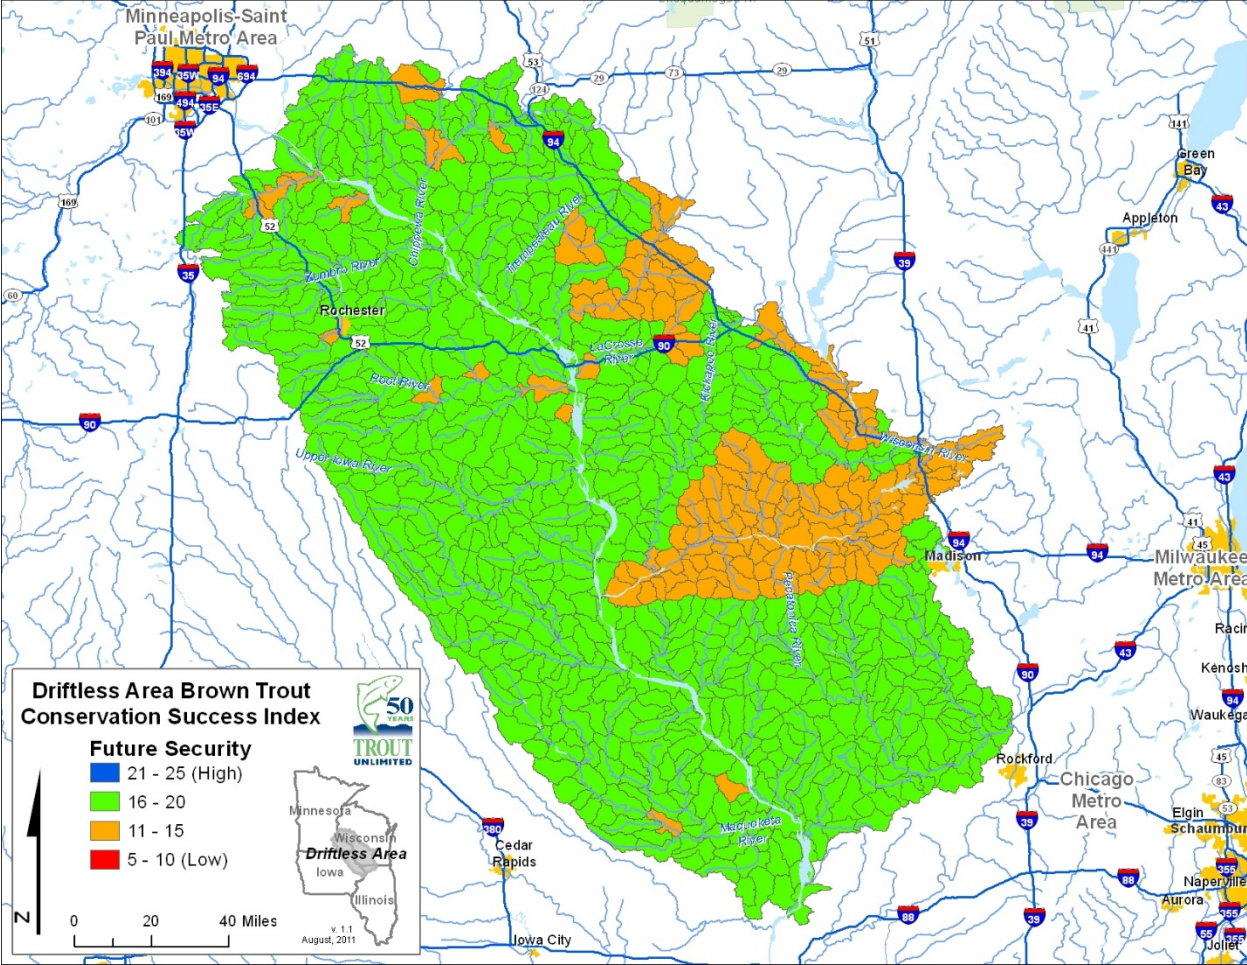 Minneapolis-Saint
Paul Metro Area
394
35W
94
694
169
494
35E
101
35W
53
124
29
73
29
51
94
141
Green
Bay
43
169
Appleton
441
52
Chippewa River
Trempealeau River
35
39
Zumbro River
60
Rochester
41
52
LaCrosse
River
90
Kickapoo River
Root River
90
Wisconsin River
Upper Iowa River
43
41
45
94
Madison
94
Milwaukee
Metro Area
Pecatonica River
Racin
43
Kenosh
90
94
Waukega
Driftless Area Brown Trout
Conservation Success Index
50
YEARS
TROUT
UNLIMITED
Future Security
21 - 25 (High)
16 - 20
11 - 15
5 - 10 (Low)
Minnesota
Wisconsin
Driftless Area
Iowa
Illinois
N
0 20 40 Miles
v. 1.1
August, 2011
Rockford
45
83
Chicago
Metro
Area
53
Elgin
Schaumbur
39
380
Cedar
Rapids
Maquoketa
River
355
88
Naperville
Aurora
88
39
355
55
355
Joliet
Iowa City